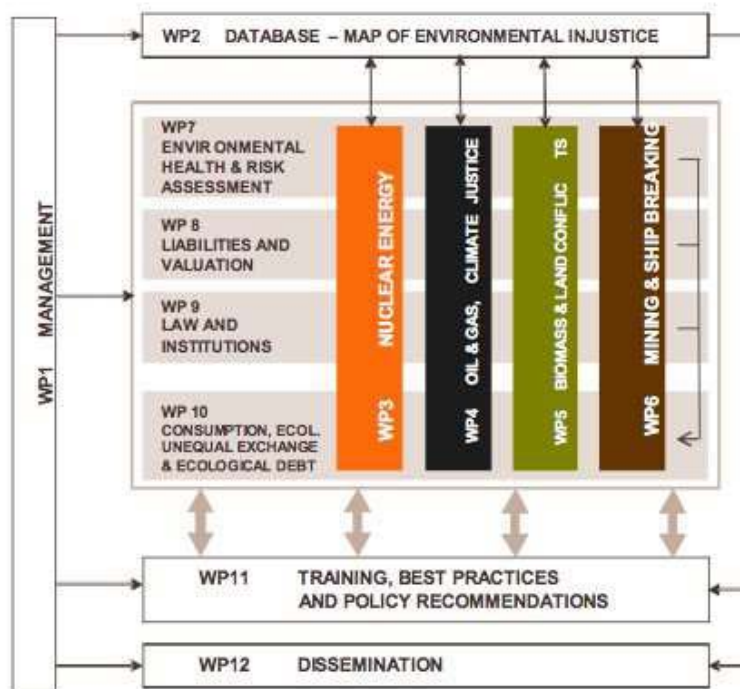 WP2 DATABASE – MAP OF ENVIRONMENTAL INJUSTICE
WP1 MANAGEMENT
WP7
ENVIRONMENTAL
HEALTH & RISK
ASSESSMENT
WP 8
LIABILITIES AND
VALUATION
WP 9
LAW AND
INSTITUTIONS
WP 10
CONSUMPTION, ECOL.
UNEQUAL EXCHANGE
& ECOLOGICAL DEBT
WP3 NUCLEAR ENERGY
WP4 OIL & GAS, CLIMATE JUSTICE
WP5 BIOMASS & LAND CONFLIC TS
WP6 MINING & SHIP BREAKING
WP11 TRAINING, BEST PRACTICES
AND POLICY RECOMMENDATIONS
WP12 DISSEMINATION